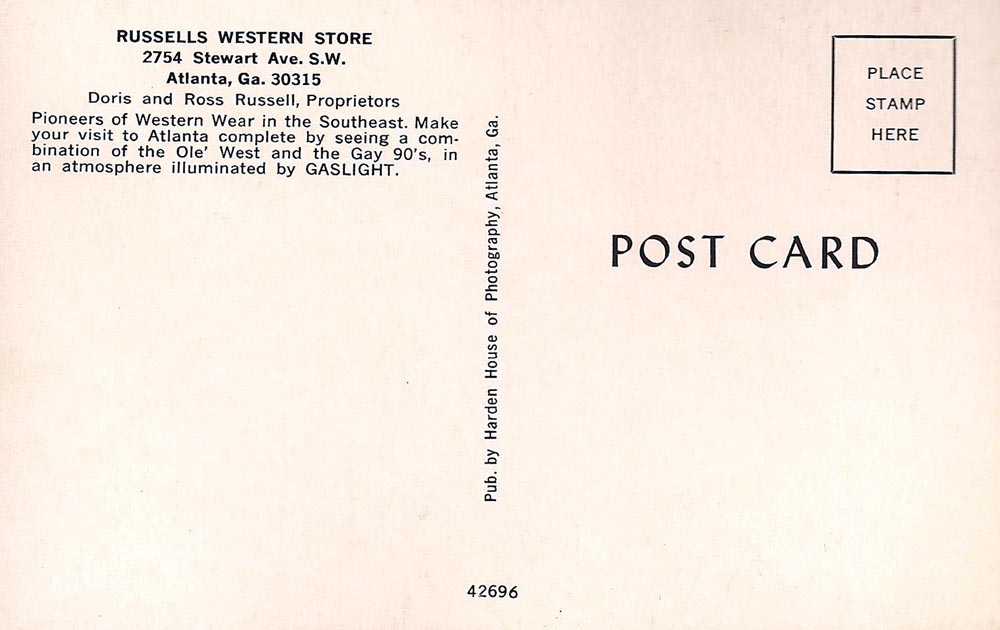 RUSSELLS WESTERN STORE
2754 Stewart Ave. S.W.
Atlanta, Ga. 30315
Doris and Ross Russell, Proprietors
Pioneers of Western Wear in the Southeast. Make
your visit to Atlanta complete by seeing a com-
bination of the Ole' West and the Gay 90's, in
an atmosphere illuminated by GASLIGHT.
Pub. by Harden House of Photography, Atlanta, Ga.
42696
PLACE
STAMP
HERE
POST CARD